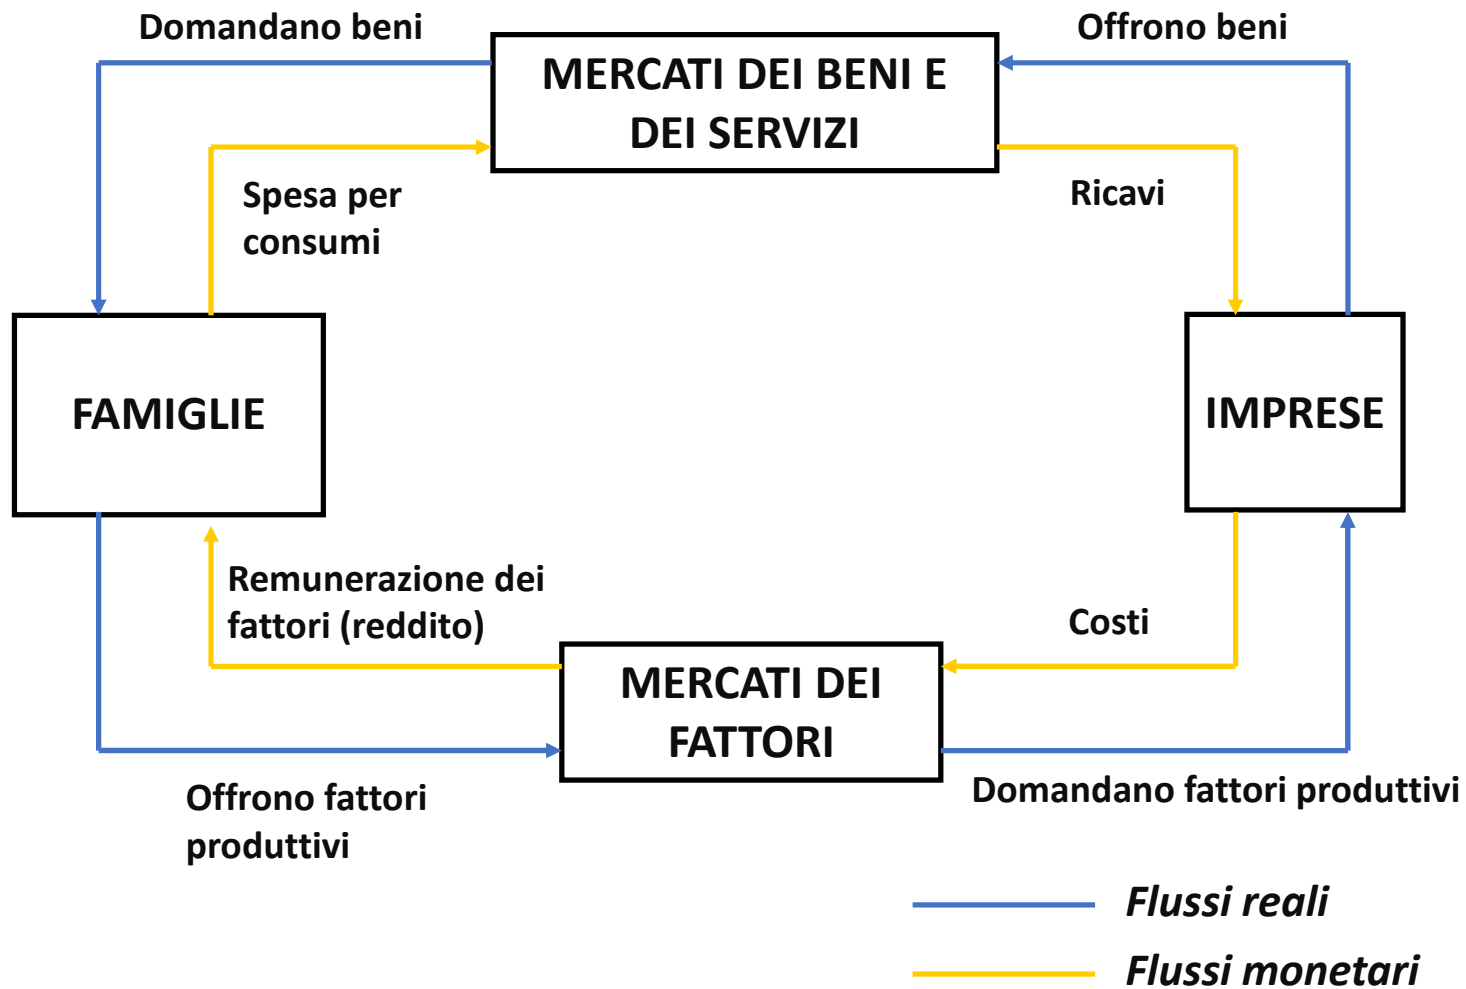 Domandano beni
Offrono beni
MERCATI DEI BENI E
DEI SERVIZI
Spesa per
consumi
Ricavi
FAMIGLIE
IMPRESE
Remunerazione dei
fattori (reddito)
Costi
MERCATI DEI
FATTORI
Offrono fattori
produttivi
Domandano fattori produttivi
Flussi reali
Flussi monetari